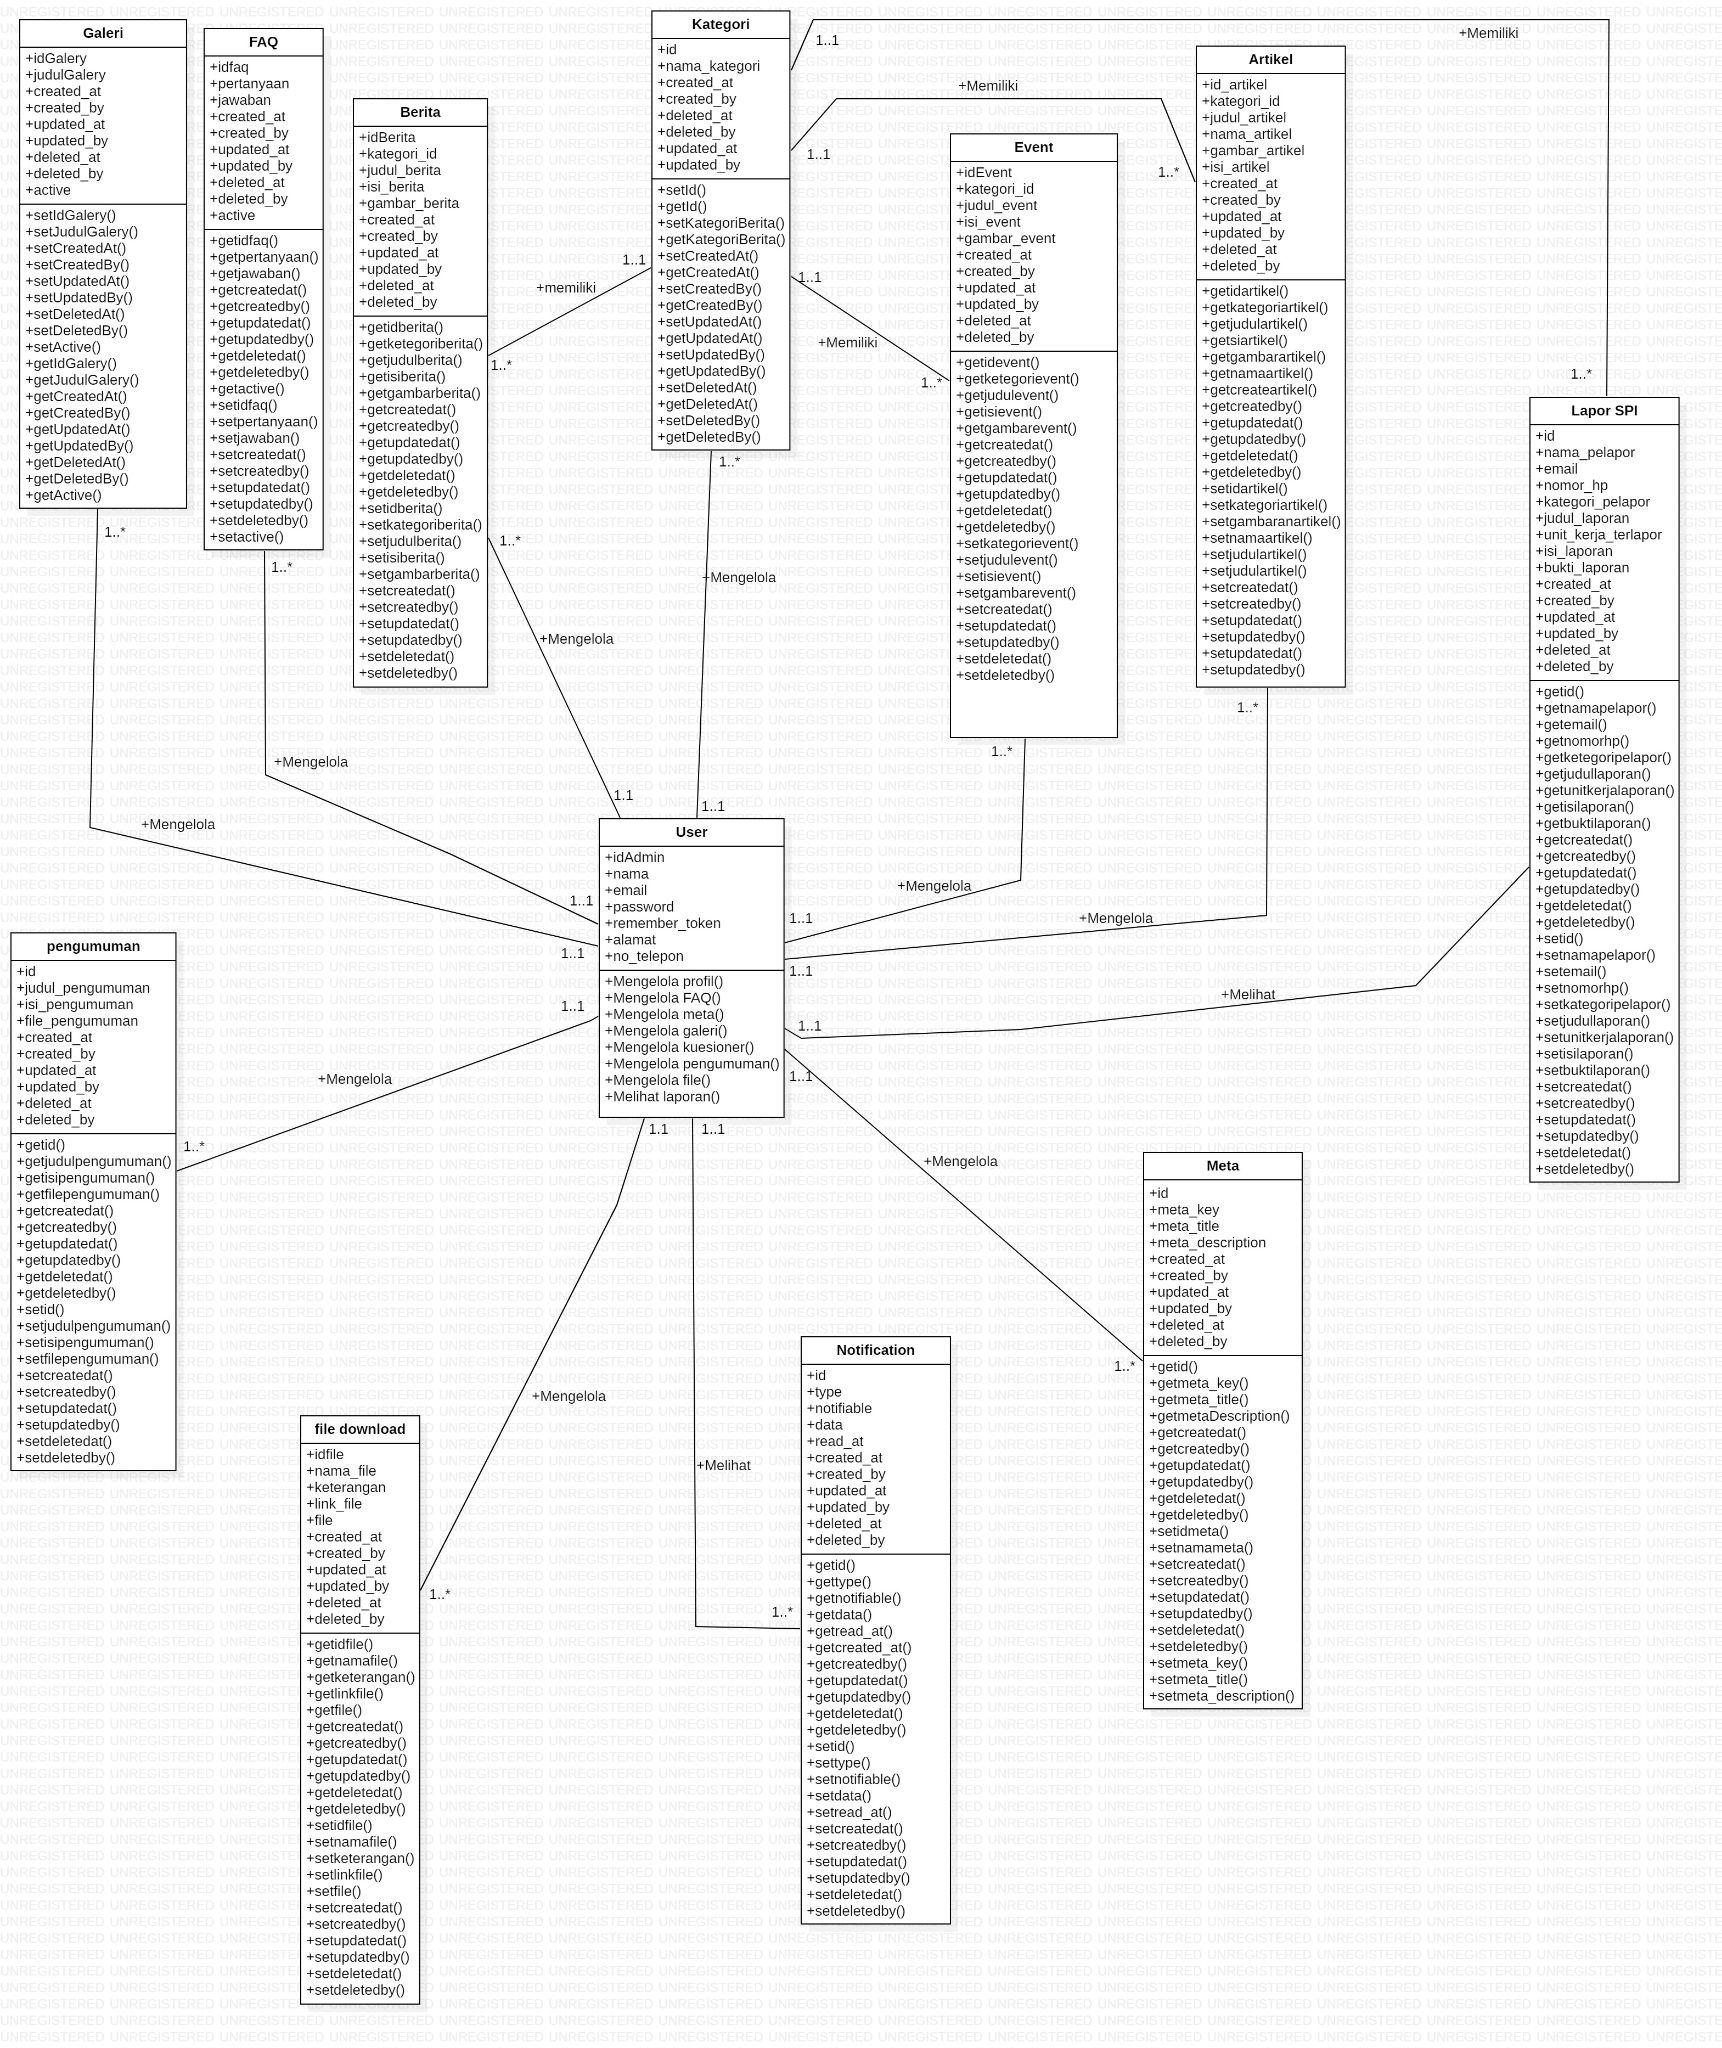 Galeri
+idGalery
+judulGalery
+created_at
+created_by
+updated_at
+updated_by
+deleted_at
+deleted_by
+active
+setIdGalery()
+setJudulGalery()
+setCreatedAt()
+setCreatedBy()
+setUpdatedAt()
+setUpdatedBy()
+setDeletedAt()
+setDeletedBy()
+setActive()
+getIdGalery()
+getJudulGalery()
+getCreatedAt()
+getCreatedBy()
+getUpdatedAt()
+getUpdatedBy()
+getDeletedAt()
+getDeletedBy()
+getActive()
1..*
+Mengelola
1..1
FAQ
+idfaq
+pertanyaan
+jawaban
+created_at
+created_by
+updated_at
+updated_by
+deleted_at
+deleted_by
+active
+getidfaq()
+getpertanyaan()
+getjawaban()
+getcreatedat()
+getcreatedby()
+getupdatedat()
+getupdatedby()
+getdeletedat()
+getdeletedby()
+getactive()
+setidfaq()
+setpertanyaan()
+setjawaban()
+setcreatedat()
+setcreatedby()
+setupdatedat()
+setupdatedby()
+setdeletedby()
+setactive()
1..*
+Mengelola
1..1
Berita
+idBerita
+kategori_id
+judul_berita
+isi_berita
+gambar_berita
+created_at
+created_by
+updated_at
+updated_by
+deleted_at
+deleted_by
+getidberita()
+getketegoriberita()
+getjudulberita()
+getisiberita()
+getgambarberita()
+getcreatedat()
+getcreatedby()
+getupdatedat()
+getupdatedby()
+getdeletedat()
+getdeletedby()
+setidberita()
+setkategoriberita()
+setjudulberita()
+setisiberita()
+setgambarberita()
+setcreatedat()
+setcreatedby()
+setupdatedat()
+setupdatedby()
+setdeletedat()
+setdeletedby()
1..1
+memiliki
1..*
1..*
+Mengelola
1.1
Kategori
+id
+nama_kategori
+created_at
+created_by
+deleted_at
+deleted_by
+updated_at
+updated_by
+setId()
+getId()
+setKategoriBerita()
+getKategoriBerita()
+setCreatedAt()
+getCreatedAt()
+setCreatedBy()
+getCreatedBy()
+setUpdatedAt()
+getUpdatedAt()
+setUpdatedBy()
+getUpdatedBy()
+setDeletedAt()
+getDeletedAt()
+setDeletedBy()
+getDeletedBy()
1..*
+Mengelola
1..1
1..1
+Memiliki
1..*
+Memiliki
1..1
1..*
1..1
+Memiliki
1..*
Event
+idEvent
+kategori_id
+judul_event
+isi_event
+gambar_event
+created_at
+created_by
+updated_at
+updated_by
+deleted_at
+deleted_by
+getidevent()
+getketegorievent()
+getjudulevent()
+getisievent()
+getgambarevent()
+getcreatedat()
+getcreatedby()
+getupdatedat()
+getupdatedby()
+getdeletedat()
+getdeletedby()
+setkategorievent()
+setjudulevent()
+setisievent()
+setgambarevent()
+setcreatedat()
+setupdatedat()
+setupdatedby()
+setdeletedat()
+setdeletedby()
1..*
+Mengelola
1..1
Artikel
+id_artikel
+kategori_id
+judul_artikel
+nama_artikel
+gambar_artikel
+isi_artikel
+created_at
+created_by
+updated_at
+updated_by
+deleted_at
+deleted_by
+getidartikel()
+getkategoriartikel()
+getjudulartikel()
+getsiartikel()
+getgambarartikel()
+getnamaartikel()
+getcreateartikel()
+getcreatedby()
+getupdatedat()
+getupdatedby()
+getdeletedat()
+getdeletedby()
+setidartikel()
+setkategoriartikel()
+setgambaranartikel()
+setnamaartikel()
+setjudulartikel()
+setjudulartikel()
+setcreatedat()
+setcreatedby()
+setupdatedat()
+setupdatedby()
+setupdatedat()
+setupdatedby()
1..*
+Mengelola
1..1
Lapor SPI
+id
+nama_pelapor
+email
+nomor_hp
+kategori_pelapor
+judul_laporan
+unit_kerja_terlapor
+isi_laporan
+bukti_laporan
+created_at
+created_by
+updated_at
+updated_by
+deleted_at
+deleted_by
+getid()
+getnamapelapor()
+getemail()
+getnomorhp()
+getketegoripelapor()
+getjudullaporan()
+getunitkerjalaporan()
+getisilaporan()
+getbuktilaporan()
+getcreatedat()
+getcreatedby()
+getupdatedat()
+getupdatedby()
+getdeletedat()
+getdeletedby()
+setid()
+setnamapelapor()
+setemail()
+setnomorhp()
+setkategoripelapor()
+setjudullaporan()
+setunitkerjalaporan()
+setisilaporan()
+setbuktilaporan()
+setcreatedat()
+setcreatedby()
+setupdatedat()
+setupdatedby()
+setdeletedat()
+setdeletedby()
+Melihat
1..1
User
+idAdmin
+nama
+email
+password
+remember_token
+alamat
+no_telepon
+Mengelola profil()
+Mengelola FAQ()
+Mengelola meta()
+Mengelola galeri()
+Mengelola kuesioner()
+Mengelola pengumuman()
+Mengelola file()
+Melihat laporan()
pengumuman
+id
+judul_pengumuman
+isi_pengumuman
+file_pengumuman
+created_at
+created_by
+updated_at
+updated_by
+deleted_at
+deleted_by
+getid()
+getjudulpengumuman()
+getisipengumuman()
+getfilepengumuman()
+getcreatedat()
+getcreatedby()
+getupdatedat()
+getupdatedby()
+getdeletedat()
+getdeletedby()
+setid()
+setjudulpengumuman()
+setisipengumuman()
+setfilepengumuman()
+setcreatedat()
+setcreatedby()
+setupdatedat()
+setupdatedby()
+setdeletedat()
+setdeletedby()
1..1
+Mengelola
1..*
1.1
+Mengelola
1..*
file download
+idfile
+nama_file
+keterangan
+link_file
+file
+created_at
+created_by
+updated_at
+updated_by
+deleted_at
+deleted_by
+getidfile()
+getnamafile()
+getketerangan()
+getlinkfile()
+getfile()
+getcreatedat()
+getcreatedby()
+getupdatedat()
+getupdatedby()
+getdeletedat()
+getdeletedby()
+setidfile()
+setnamafile()
+setketerangan()
+setlinkfile()
+setfile()
+setcreatedat()
+setcreatedby()
+setupdatedat()
+setupdatedby()
+setdeletedat()
+setdeletedby()
1..1
+Melihat
1..*
Notification
+id
+type
+notifiable
+data
+read_at
+created_at
+created_by
+updated_at
+updated_by
+deleted_at
+deleted_by
+getid()
+gettype()
+getnotifiable()
+getdata()
+getread_at()
+getcreated_at()
+getcreatedby()
+getupdatedat()
+getupdatedby()
+getdeletedat()
+getdeletedby()
+setid()
+settype()
+setnotifiable()
+setdata()
+setread_at()
+setcreatedat()
+setcreatedby()
+setupdatedat()
+setupdatedby()
+setdeletedat()
+setdeletedby()
1..1
+Mengelola
1..*
Meta
+id
+meta_key
+meta_title
+meta_description
+created_at
+created_by
+updated_at
+updated_by
+deleted_at
+deleted_by
+getid()
+getmeta_key()
+getmeta_title()
+getmetaDescription()
+getcreatedat()
+getcreatedby()
+getupdatedat()
+getupdatedby()
+getdeletedat()
+getdeletedby()
+setidmeta()
+setnamameta()
+setcreatedat()
+setcreatedby()
+setupdatedat()
+setupdatedby()
+setdeletedat()
+setdeletedby()
+setmeta_key()
+setmeta_title()
+setmeta_description()
UNREGISTERED